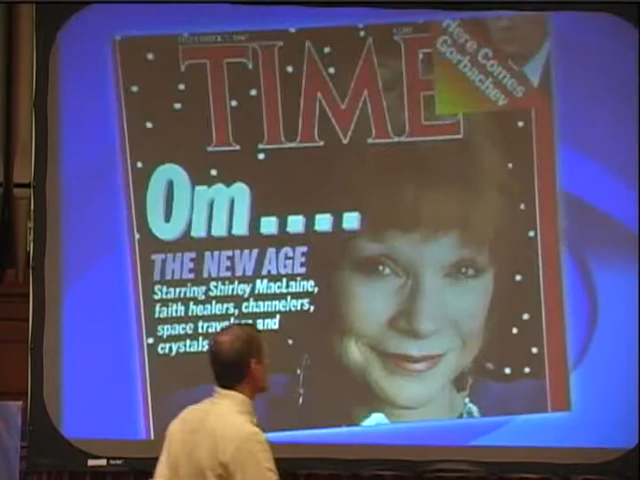 Here Comes
Gorbachev
TIME
Om....
THE NEW AGE
Starring Shirley MacLaine,
faith healers, channelers,
space travelers and
crystals